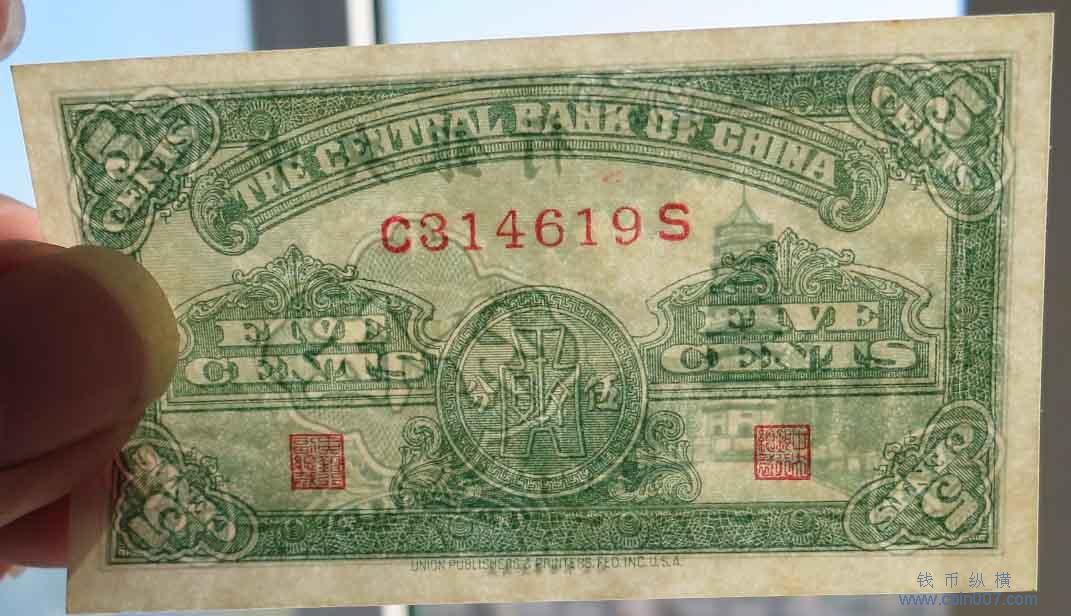 THE CENTRAL BANK OF CHINA
5 CENTS
5 CENTS
C314619S
FIVE CENTS
FIVE CENTS
分 伍
5 CENTS
5 CENTS
UNION PUBLISHERS & PRINTERS. FED. INC. U.S.A.
钱币纵横
www.coin007.com